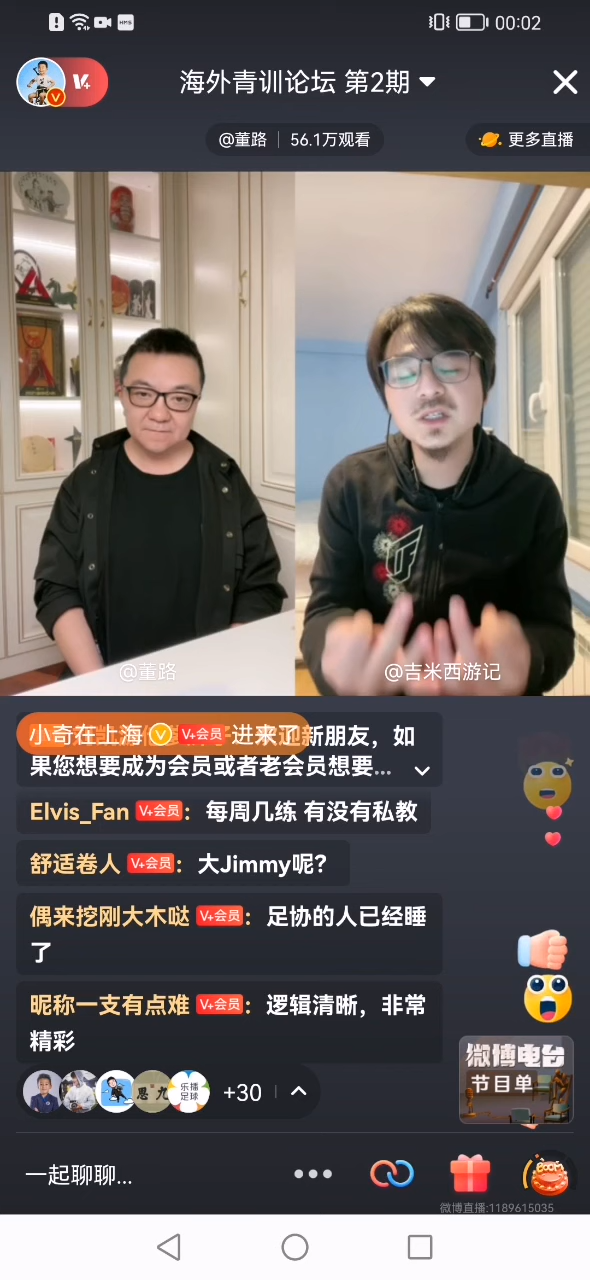 00:02
V4
海外青训论坛 第2期
@董路 56.1万观看
更多直播
@董路
@吉米西游记
小奇在上海 V+会员 进来了
新朋友，如
果您想要成为会员或者老会员想要...
Elvis_Fan V+会员： 每周几练 有没有私教
舒适卷人 V+会员： 大Jimmy呢？
偶来挖刚大木哒 V+会员： 足协的人已经睡
了
昵称一支有点难 V+会员： 逻辑清晰，非常
精彩
微博电台
节目单
乐播
足球
+30
一起聊聊...
微博直播:1189615035